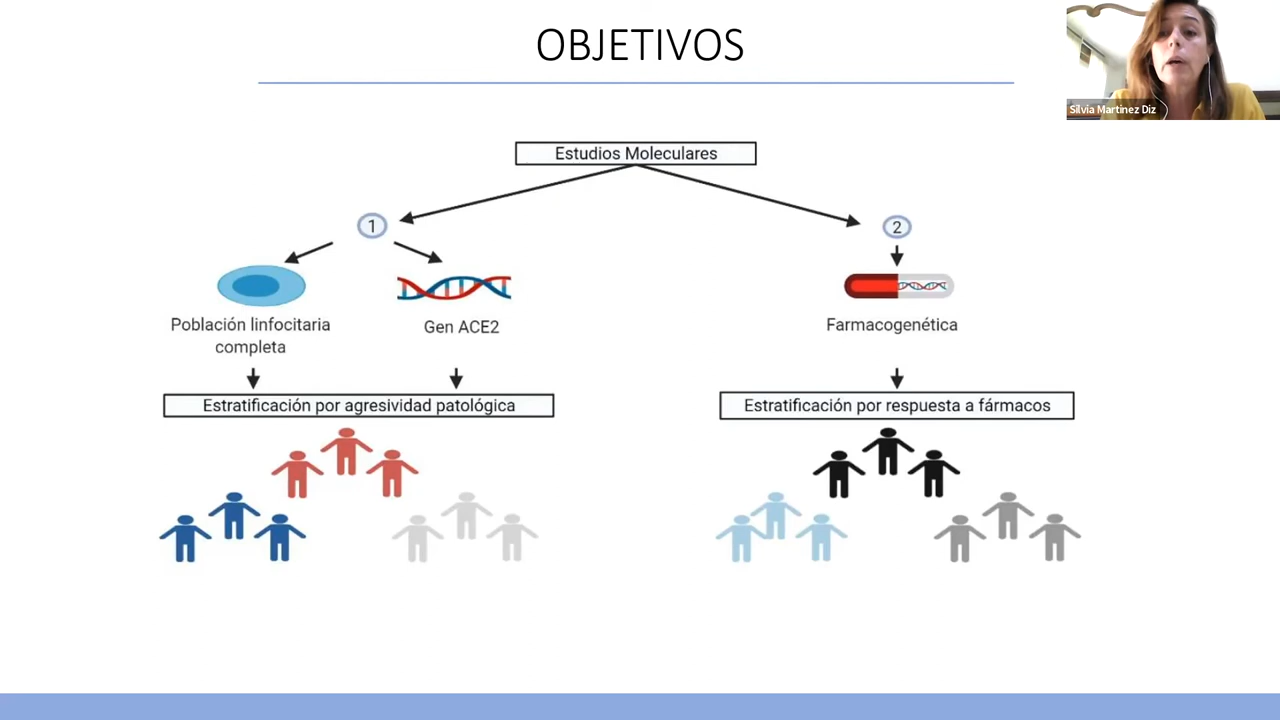 OBJETIVOS
Silvia Martinez Diz
Estudios Moleculares
1
2
Población linfocitaria
completa
Gen ACE2
Farmacogenética
Estratificación por agresividad patológica
Estratificación por respuesta a fármacos